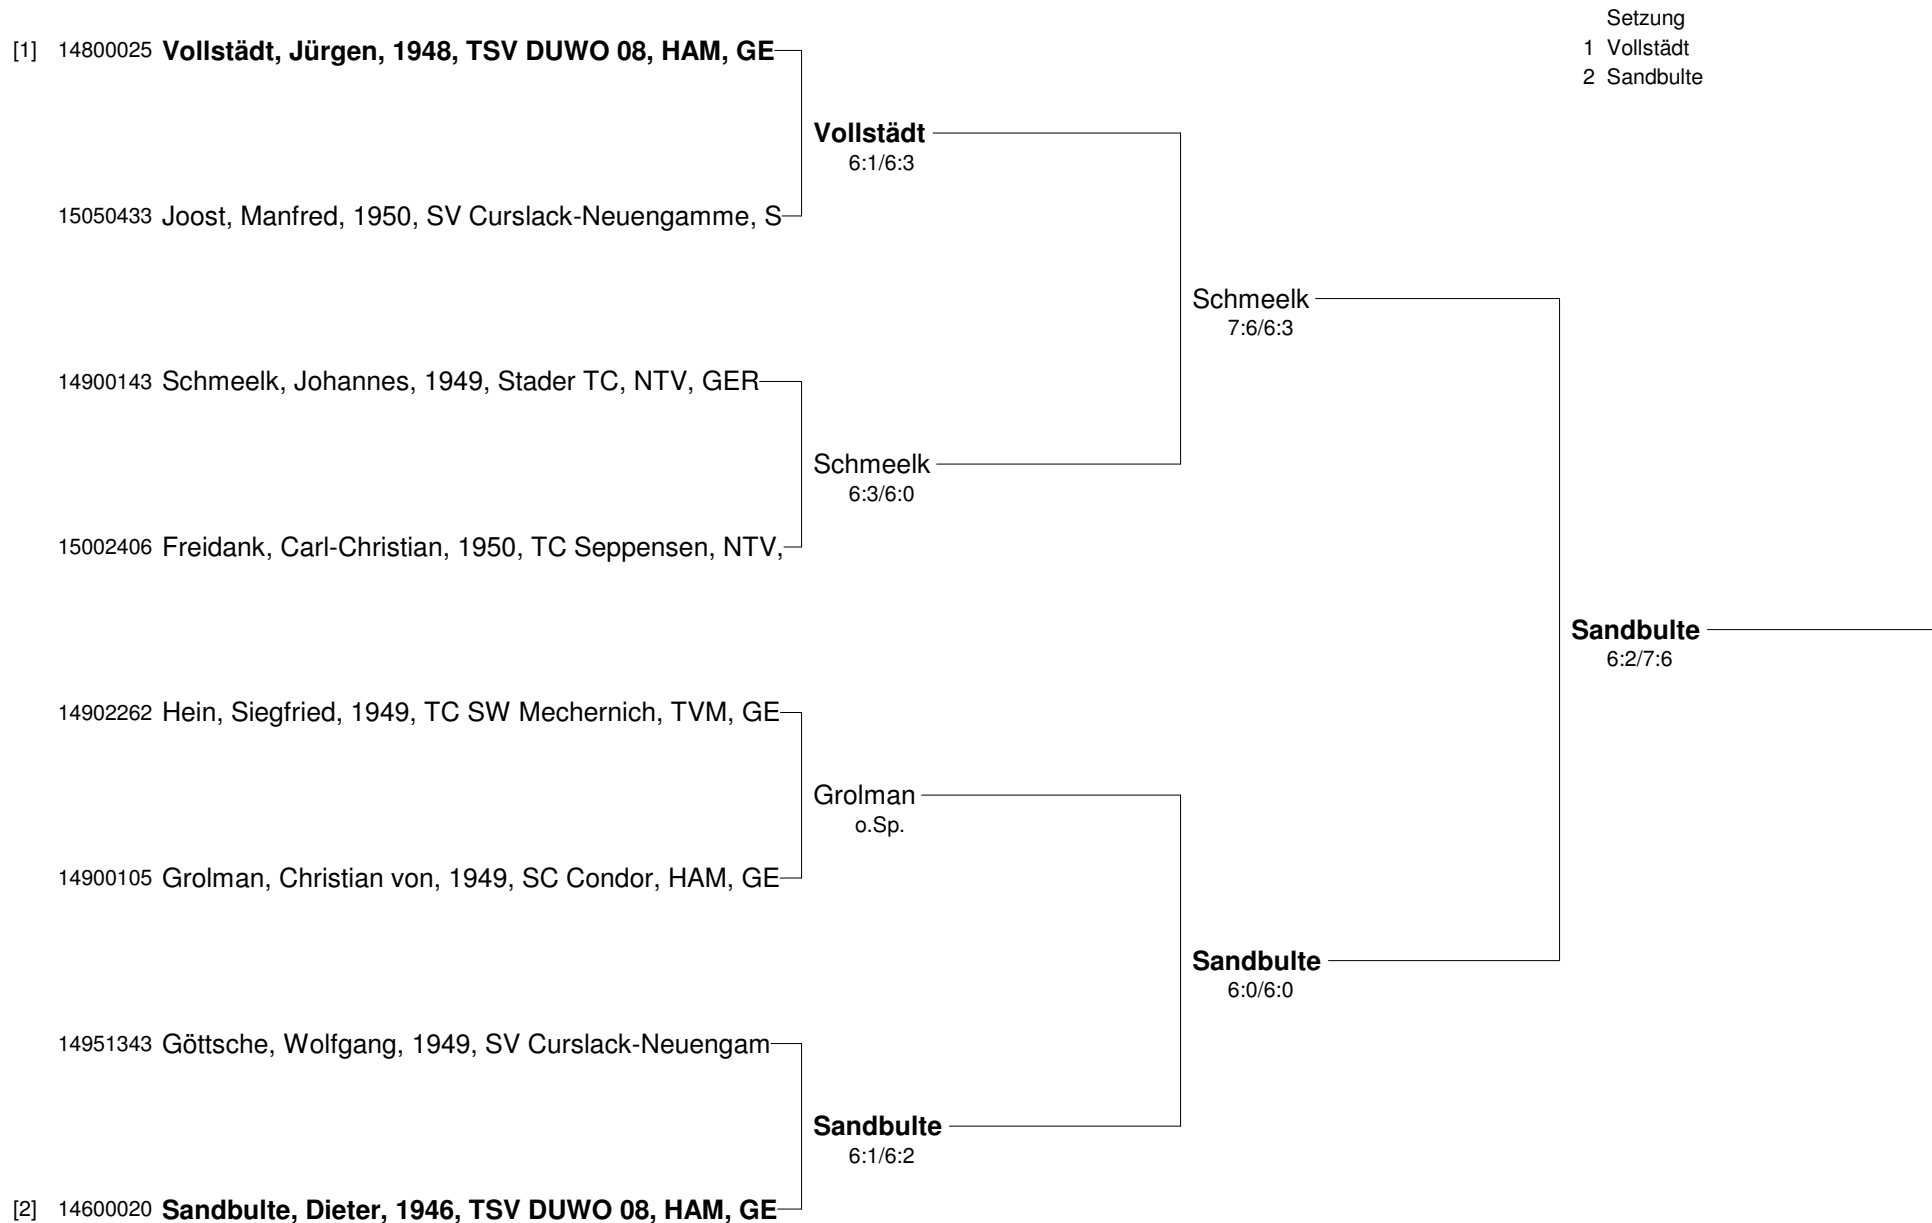 Setzung
1 Vollstädt
2 Sandbulte
[1] 14800025 Vollstädt, Jürgen, 1948, TSV DUWO 08, HAM, GE
Vollstädt
6:1/6:3
15050433 Joost, Manfred, 1950, SV Curslack-Neuengamme, S
Schmeelk
7:6/6:3
14900143 Schmeelk, Johannes, 1949, Stader TC, NTV, GER
Schmeelk
6:3/6:0
15002406 Freidank, Carl-Christian, 1950, TC Seppensen, NTV,
Sandbulte
6:2/7:6
14902262 Hein, Siegfried, 1949, TC SW Mechernich, TVM, GE
Grolman
o.Sp.
14900105 Grolman, Christian von, 1949, SC Condor, HAM, GE
Sandbulte
6:0/6:0
14951343 Göttsche, Wolfgang, 1949, SV Curslack-Neuengam
Sandbulte
6:1/6:2
[2] 14600020 Sandbulte, Dieter, 1946, TSV DUWO 08, HAM, GE